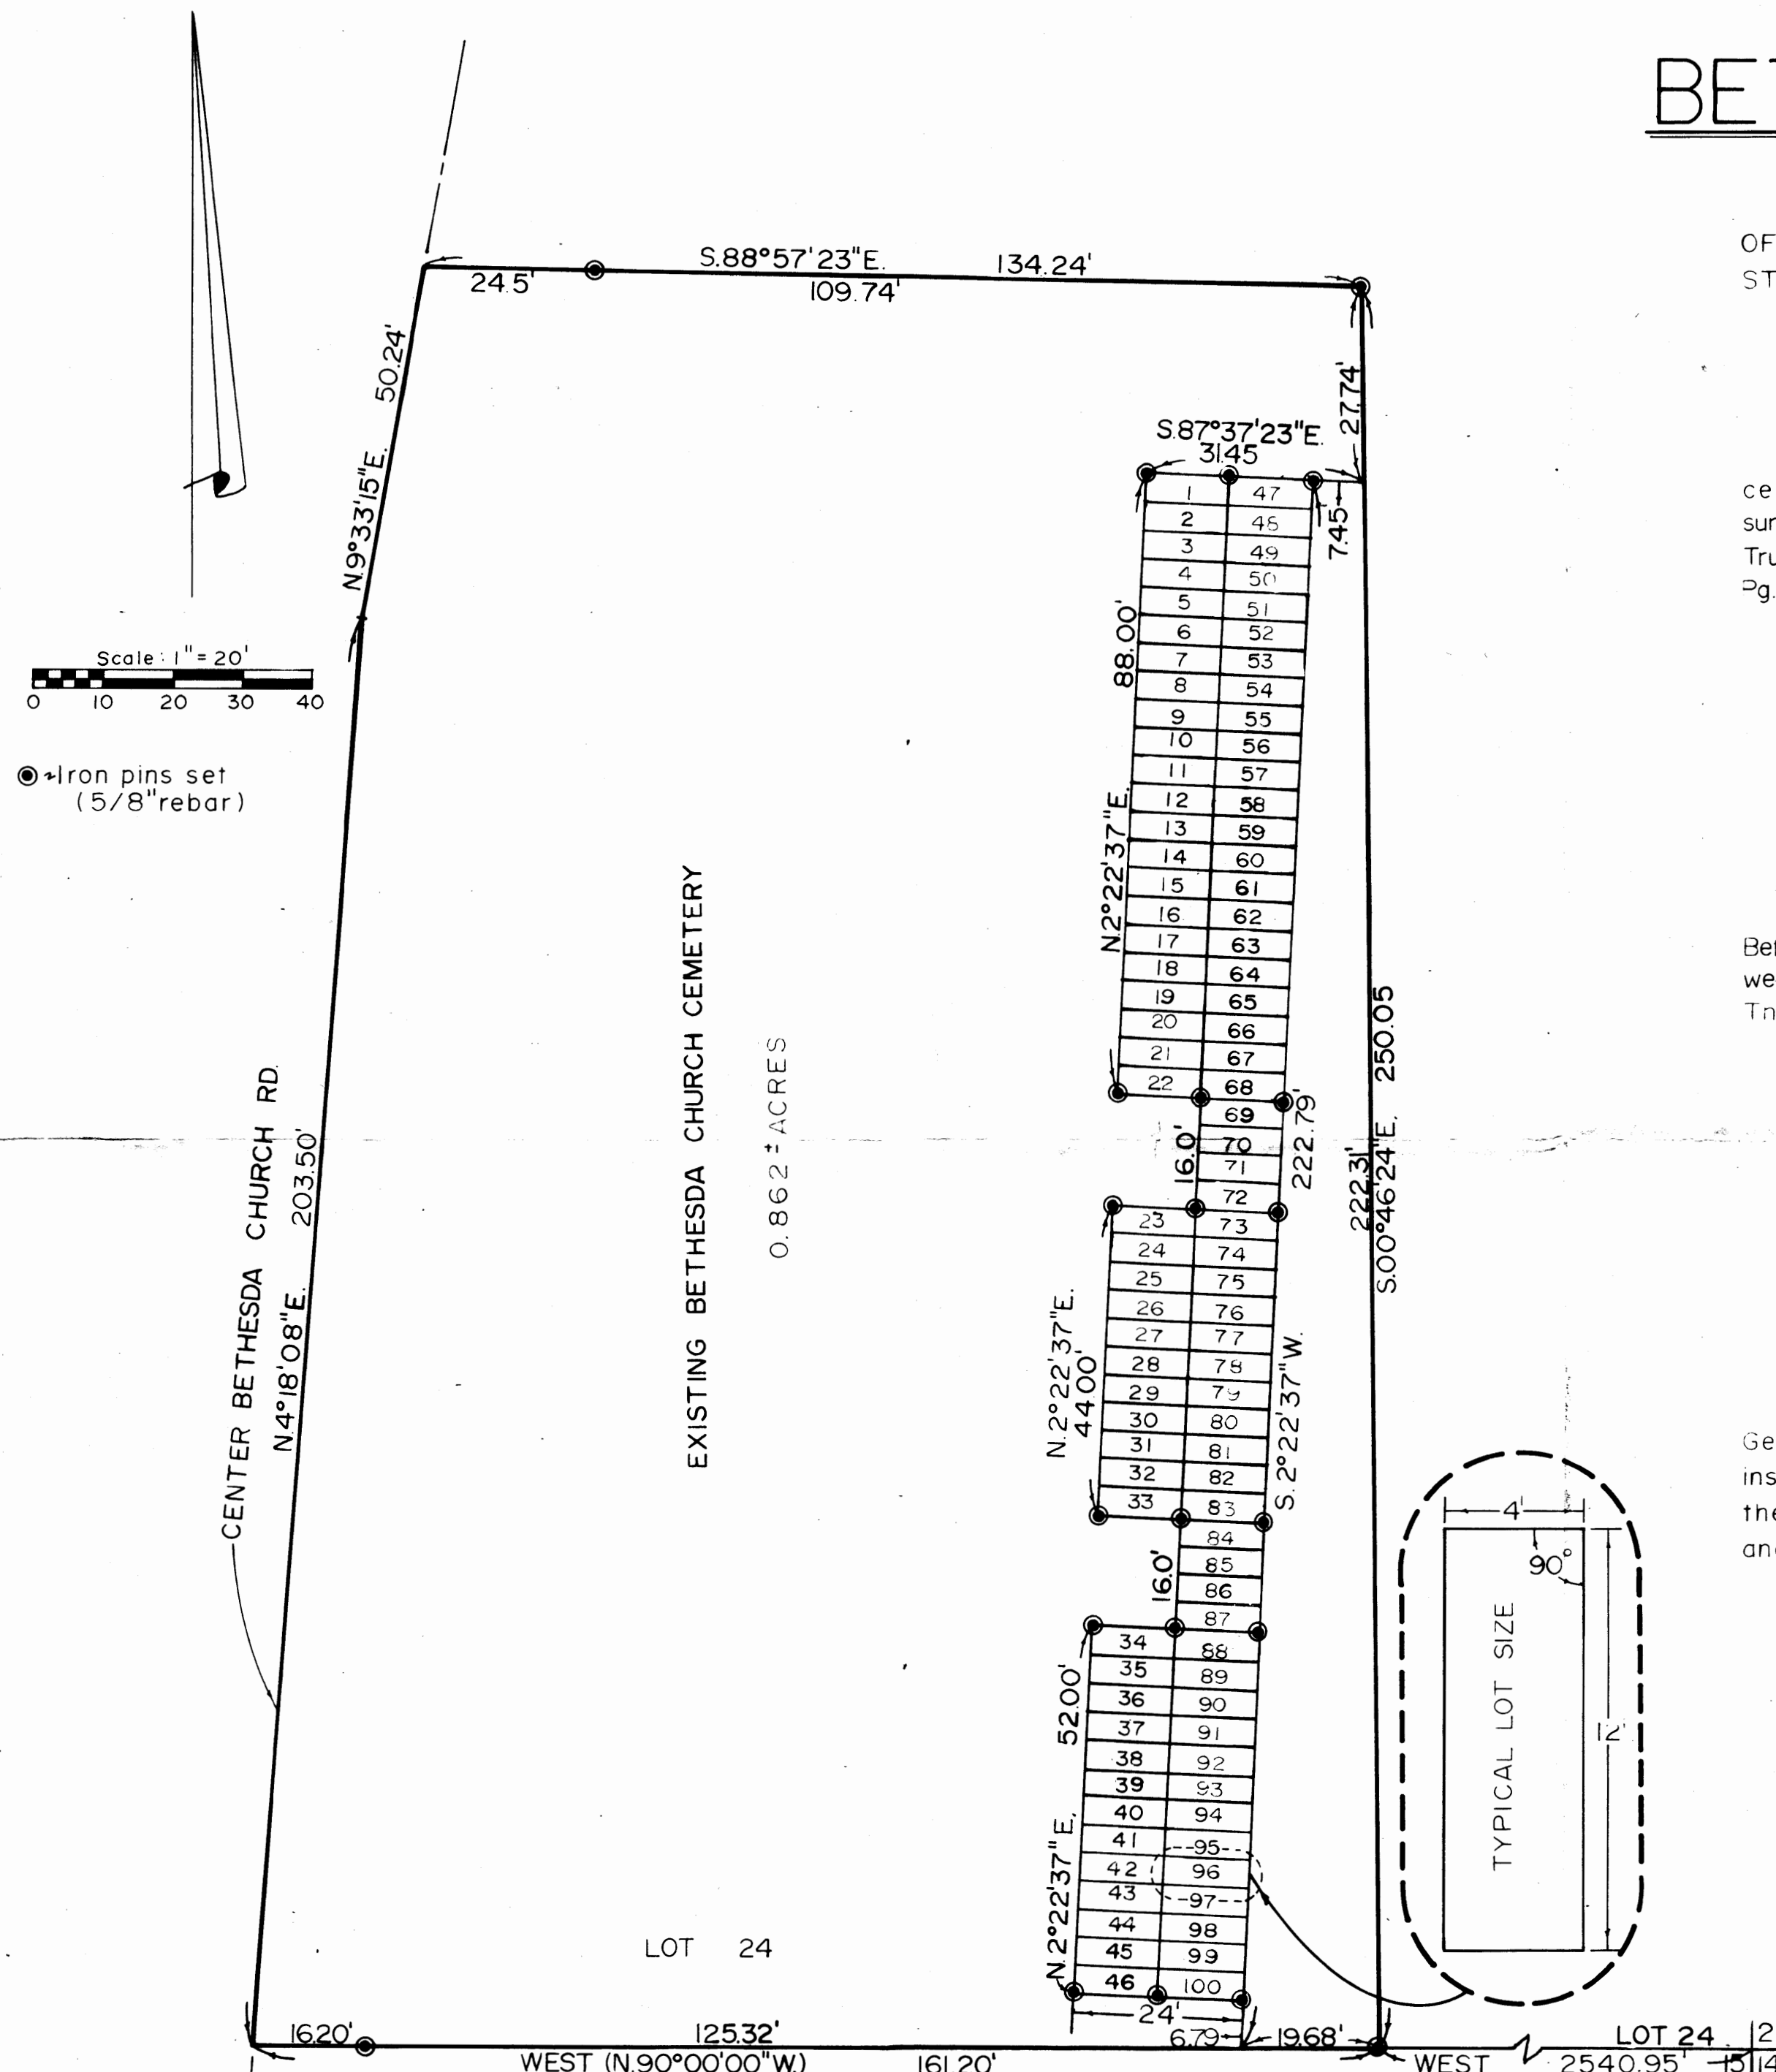 BET
OF
ST
S.88°57'23"E. 134.24'
24.5' 109.74'
N.9°33'15"E. 50.24'
27.74'
S.87°37'23"E.
31.45
7.45
ce
sur
Tru
Pg.
Scale: 1"=20'
0 10 20 30 40
Iron pins set
(5/8"rebar)
1 47
2 48
3 49
4 50
5 51
6 52
7 53
8 54
9 55
10 56
11 57
12 58
13 59
14 60
15 61
16 62
17 63
18 64
19 65
20 66
21 67
22 68
69
70
71
72
23 73
24 74
25 75
26 76
27 77
28 78
29 79
30 80
31 81
32 82
33 83
84
85
86
87
34 88
35 89
36 90
37 91
38 92
39 93
40 94
41 95
42 96
43 97
44 98
45 99
46 100
N.2°22'37"E. 88.00'
16.0'
N.2°22'37"E.
44.00'
16.0'
N.2°22'37"E. 52.00'
S.2°22'37"W. 222.79'
222.31'
S.00°46'24"E. 250.05
EXISTING BETHESDA CHURCH CEMETERY
0.862± ACRES
CENTER BETHESDA CHURCH RD.
N.4°18'08"E. 203.50'
Bef
we
Tn
Ge
ins
the
an
4'
90°
12'
TYPICAL LOT SIZE
LOT 24
24'
16.20' 125.32' 6.79 19.68' LOT 24
WEST (N.90°00'00"W.) 161.20' WEST 2540.95'